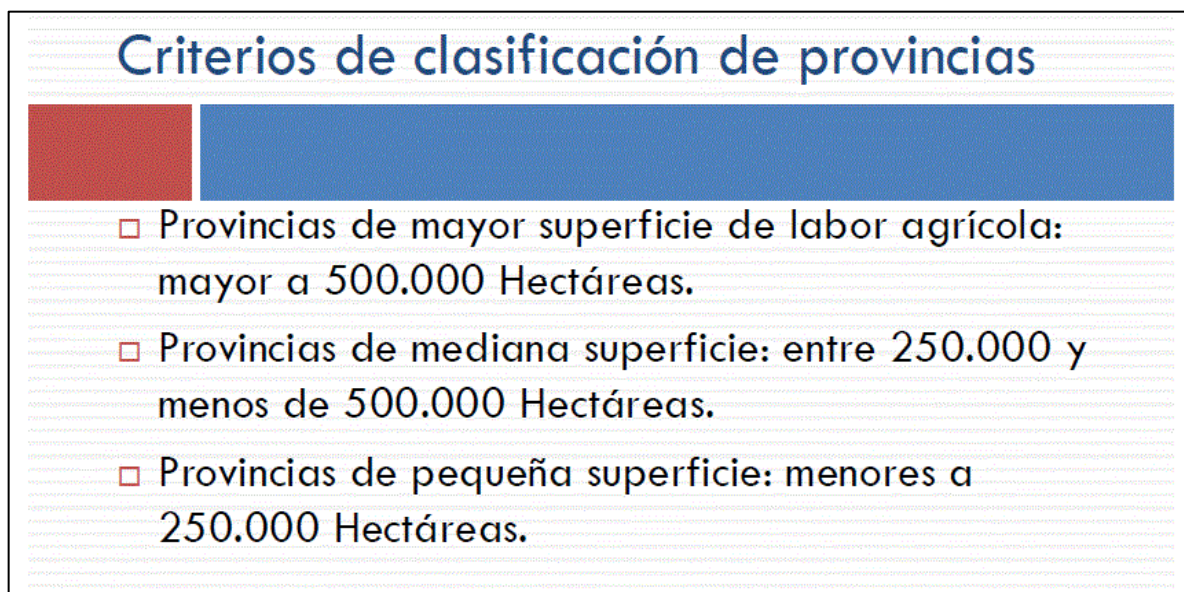 Criterios de clasificación de provincias
Provincias de mayor superficie de labor agrícola:
mayor a 500.000 Hectáreas.
Provincias de mediana superficie: entre 250.000 y
menos de 500.000 Hectáreas.
Provincias de pequeña superficie: menores a
250.000 Hectáreas.